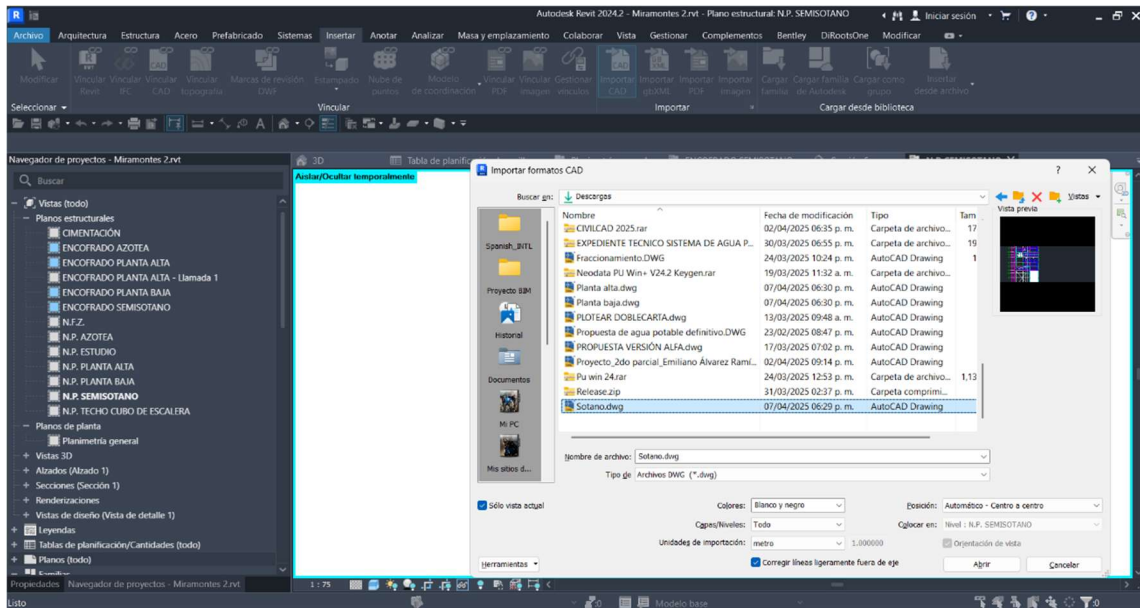 Autodesk Revit 2024.2 - Miramontes 2.rvt - Plano estructural: N.P. SEMISOTANO
Iniciar sesión
Archivo Arquitectura Estructura Acero Prefabricado Sistemas Insertar Anotar Analizar Masa y emplazamiento Colaborar Vista Gestionar Complementos Bentley DiRootsOne Modificar
Modificar Vincular Revit Vincular IFC Vincular CAD Vincular topografía Marcas de revisión DWF Estampado Nube de puntos Modelo de coordinación Vincular PDF Vincular imagen Gestionar vínculos Importar CAD Importar gbXML Importar PDF Importar imagen Cargar familia Cargar familia de Autodesk Cargar como grupo Insertar desde archivo
Seleccionar Vincular Importar Cargar desde biblioteca
Navegador de proyectos - Miramontes 2.rvt
3D
Tabla de planific
Buscar
Vistas (todo)
Planos estructurales
CIMENTACIÓN
ENCOFRADO AZOTEA
ENCOFRADO PLANTA ALTA
ENCOFRADO PLANTA ALTA - Llamada 1
ENCOFRADO PLANTA BAJA
ENCOFRADO SEMISOTANO
N.F.Z.
N.P. AZOTEA
N.P. ESTUDIO
N.P. PLANTA ALTA
N.P. PLANTA BAJA
N.P. SEMISOTANO
N.P. TECHO CUBO DE ESCALERA
Planos de planta
Planimetría general
Vistas 3D
Alzados (Alzado 1)
Secciones (Sección 1)
Renderizaciones
Vistas de diseño (Vista de detalle 1)
Leyendas
Tablas de planificación/Cantidades (todo)
Planos (todo)
Familias
Propiedades Navegador de proyectos - Miramontes 2.rvt
Listo
Aislar/Ocultar temporalmente
Importar formatos CAD
Buscar en: Descargas
Vistas
Vista previa
Spanish_INTL
Proyecto BIM
Historial
Documentos
Mi PC
Mis sitios d...
Nombre Fecha de modificación Tipo Tam
CIVILCAD 2025.rar 02/04/2025 06:35 p. m. Carpeta de archivo... 17
EXPEDIENTE TECNICO SISTEMA DE AGUA P... 30/03/2025 06:55 p. m. Carpeta de archivo... 19
Fraccionamiento.DWG 24/03/2025 10:24 p. m. AutoCAD Drawing 1
Neodata PU Win+ V24.2 Keygen.rar 19/03/2025 11:32 a. m. Carpeta de archivo...
Planta alta.dwg 07/04/2025 06:30 p. m. AutoCAD Drawing
Planta baja.dwg 07/04/2025 06:30 p. m. AutoCAD Drawing
PLOTEAR DOBLECARTA.dwg 13/03/2025 09:48 a. m. AutoCAD Drawing
Propuesta de agua potable definitivo.DWG 23/02/2025 08:47 p. m. AutoCAD Drawing
PROPUESTA VERSIÓN ALFA.dwg 17/03/2025 07:02 p. m. AutoCAD Drawing
Proyecto_2do parcial_Emiliano Álvarez Ramí... 02/04/2025 09:14 p. m. AutoCAD Drawing
Pu win 24.rar 24/03/2025 12:53 p. m. Carpeta de archivo... 1,13
Release.zip 31/03/2025 02:37 p. m. Carpeta comprimi...
Sotano.dwg 07/04/2025 06:29 p. m. AutoCAD Drawing
Nombre de archivo: Sotano.dwg
Tipo de Archivos DWG (*.dwg)
Sólo vista actual
Colores: Blanco y negro
Posición: Automático - Centro a centro
Capas/Niveles: Todo
Colocar en: Nivel : N.P. SEMISOTANO
Unidades de importación: metro 1.000000
Orientación de vista
Corregir líneas ligeramente fuera de eje
Herramientas
Abrir
Cancelar
1 : 75
:0
Modelo base
:0